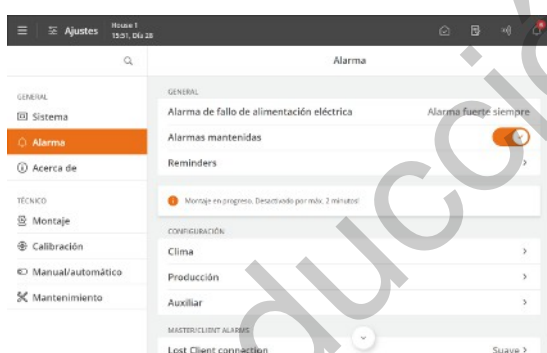 Ajustes
House 1
15:31, Día 28
Alarma
GENERAL
Sistema
Alarma
Acerca de
TÉCNICO
Montaje
Calibración
Manual/automático
Mantenimiento
GENERAL
Alarma de fallo de alimentación eléctrica Alarma fuerte siempre
Alarmas mantenidas
Reminders
Montaje en progreso. Desactivado por máx. 2 minutos!
CONFIGURACIÓN
Clima
Producción
Auxiliar
MASTER/CLIENT ALARMS
Lost Client connection Suave